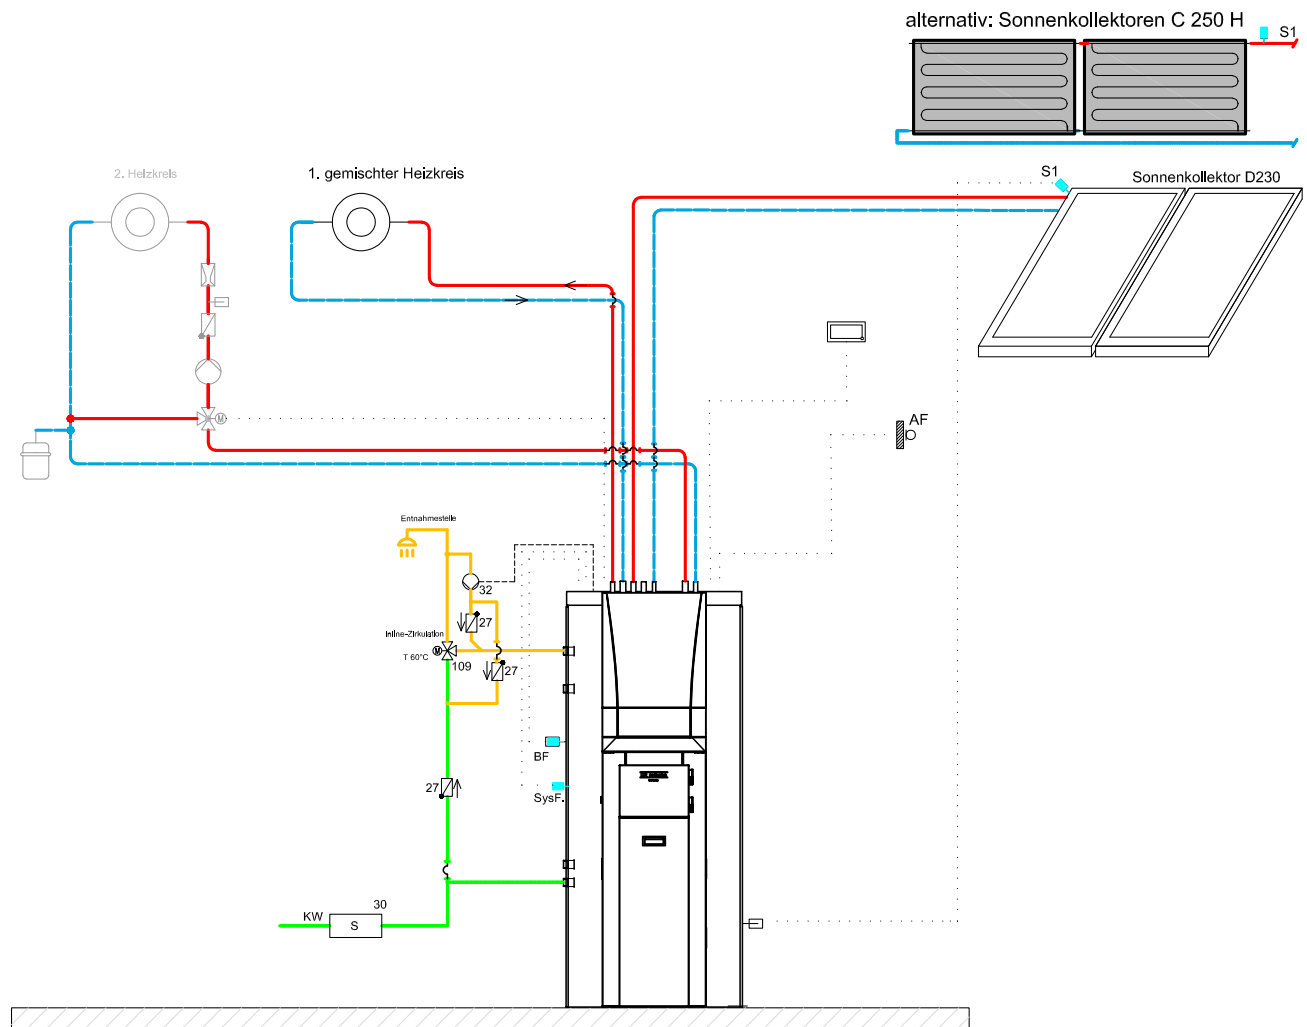 alternativ: Sonnenkollektoren C 250 H
S1
2. Heizkreis
1. gemischter Heizkreis
S1
Sonnenkollektor D230
M
AF
Entnahmestelle
32
27
Inline-Zirkulation
T 60°C
M
109
27
BF
27
SysF.
30
KW
S